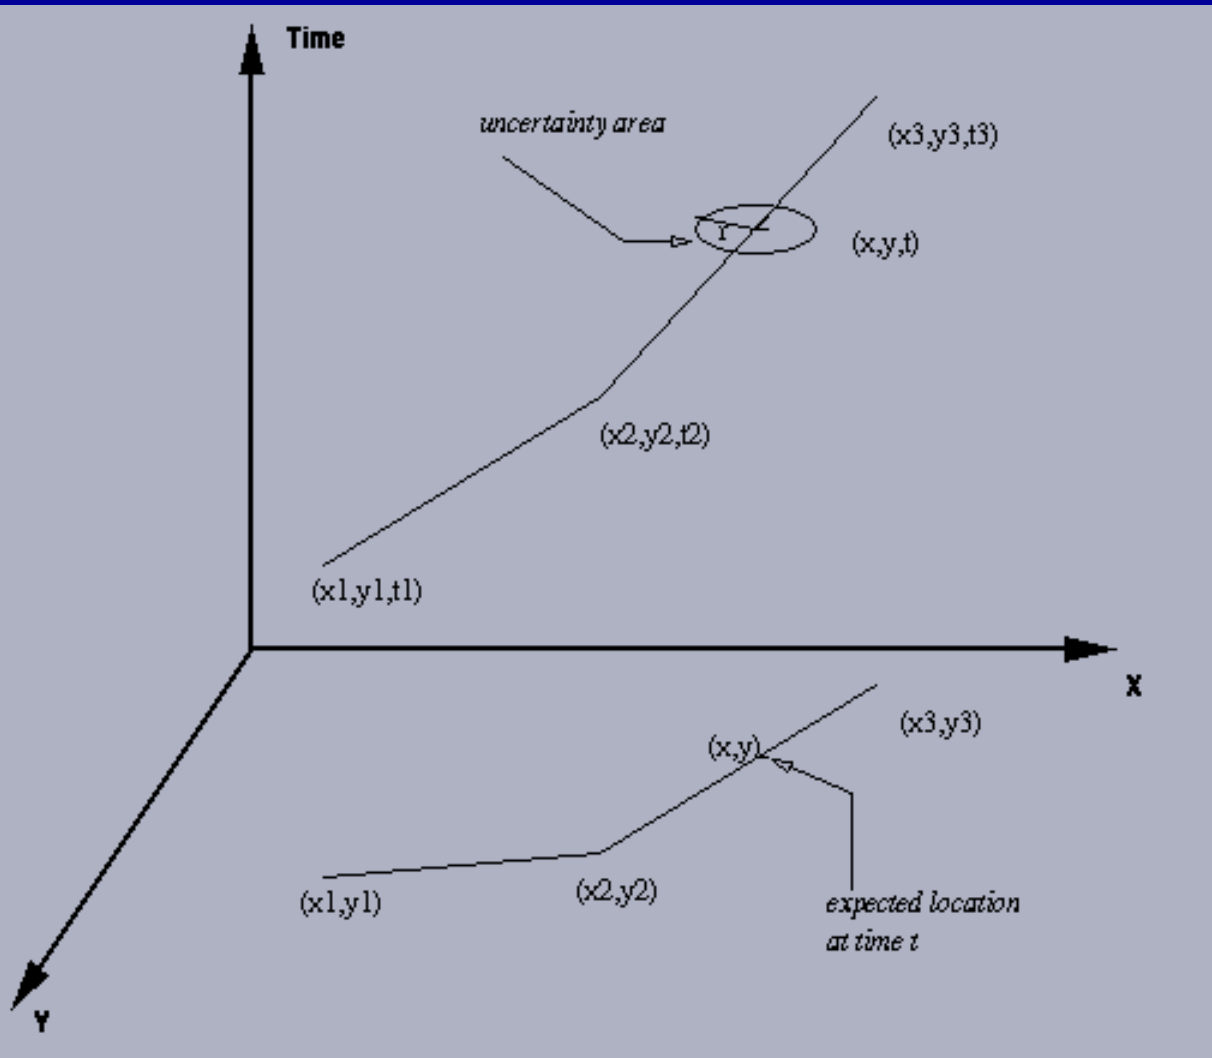 Time
uncertainty area
(x3,y3,t3)
r
(x,y,t)
(x2,y2,t2)
(x1,y1,t1)
X
(x3,y3)
(x,y)
(x2,y2)
(x1,y1)
expected location
at time t
Y